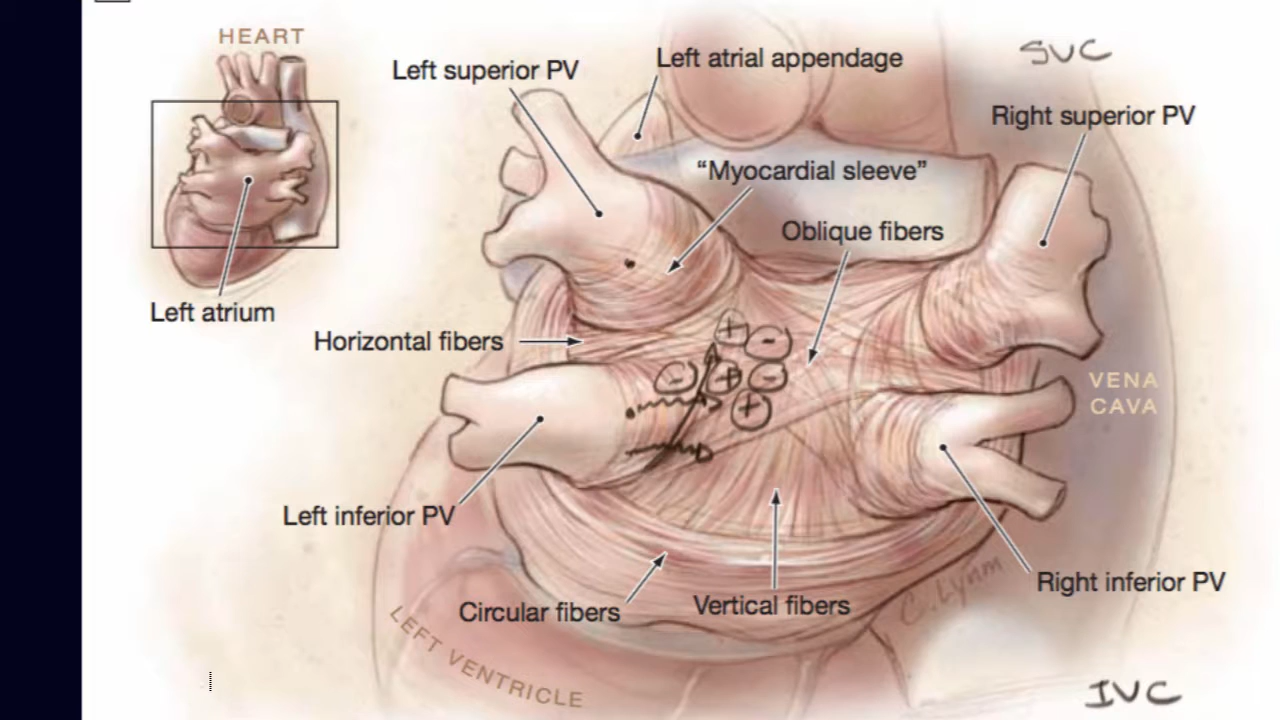 HEART
Left superior PV
Left atrial appendage
SVC
Right superior PV
“Myocardial sleeve”
Oblique fibers
Left atrium
Horizontal fibers
+
-
-
+
-
+
VENA
CAVA
Left inferior PV
Circular fibers
Vertical fibers
Right inferior PV
C. Lynm
LEFT VENTRICLE
IVC